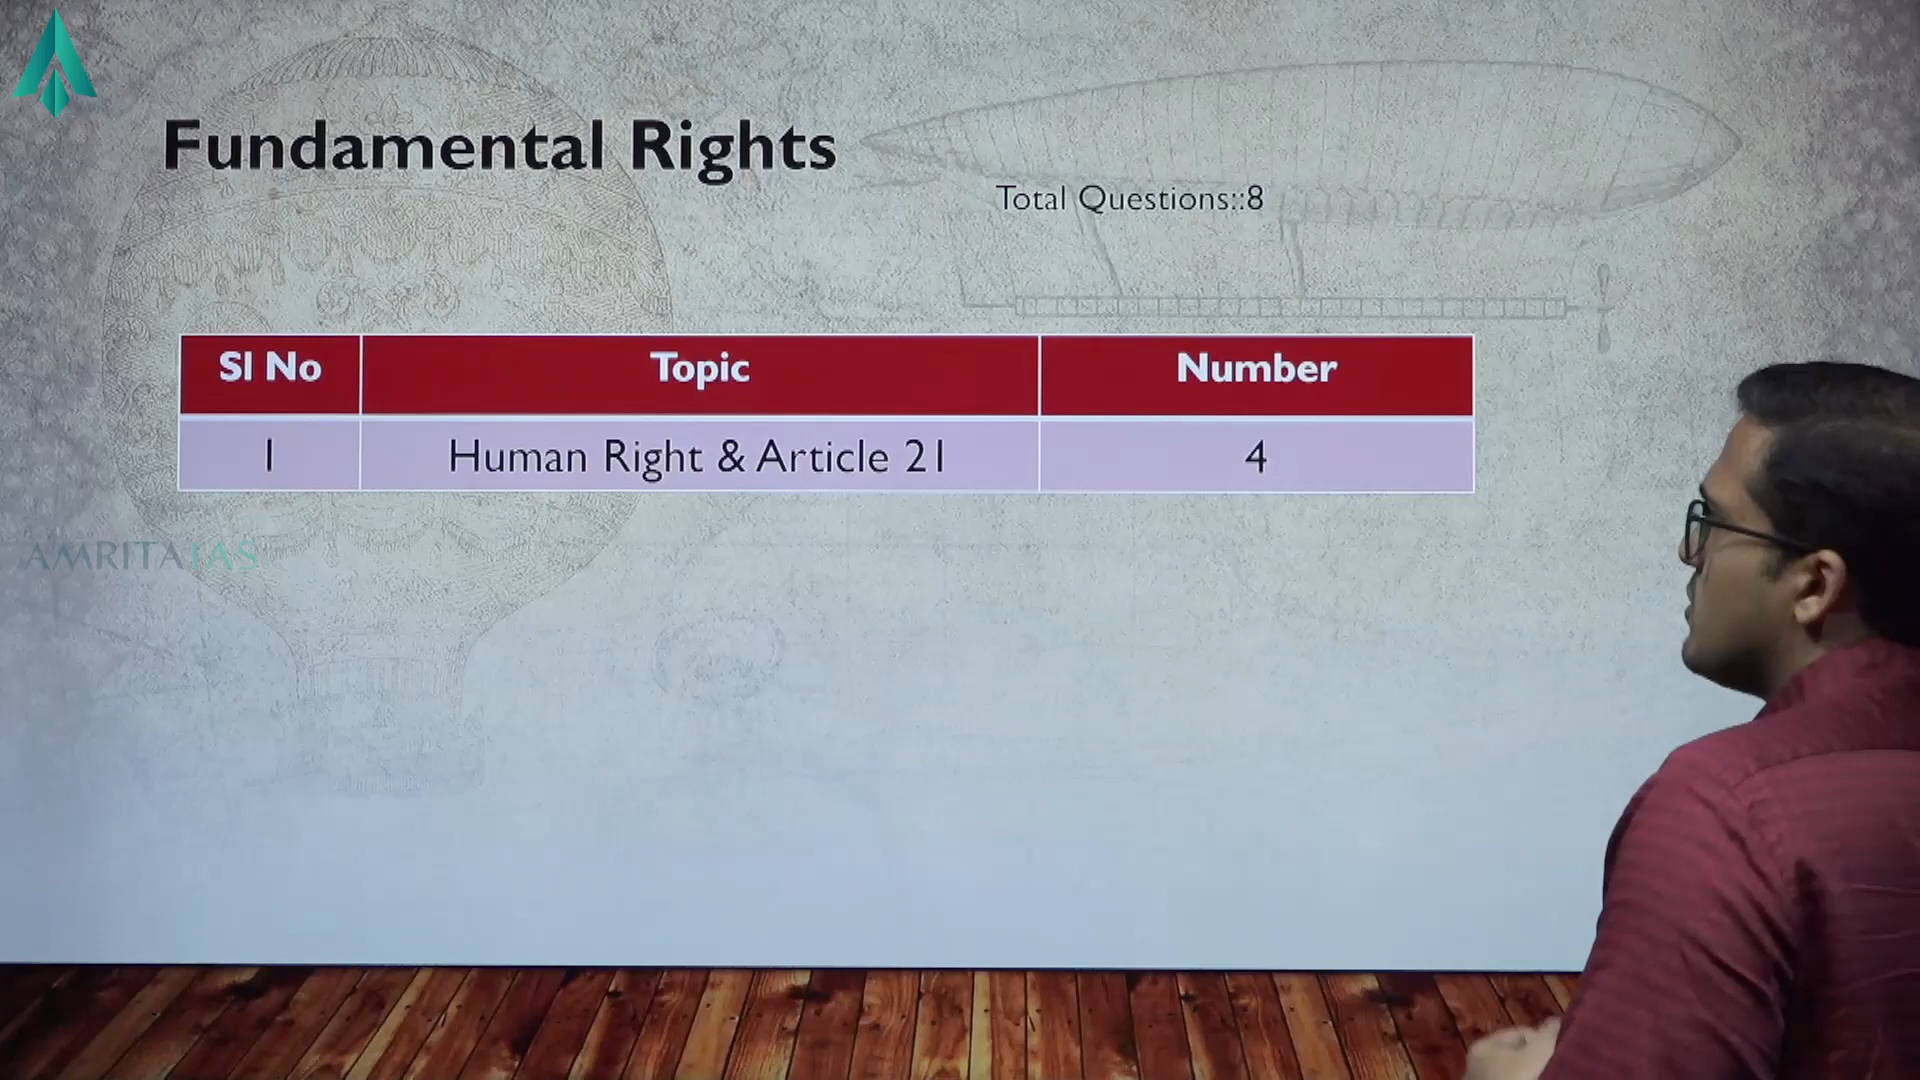 Fundamental Rights
Total Questions::8
Sl No Topic Number
1 Human Right & Article 21 4
AMRITA IAS